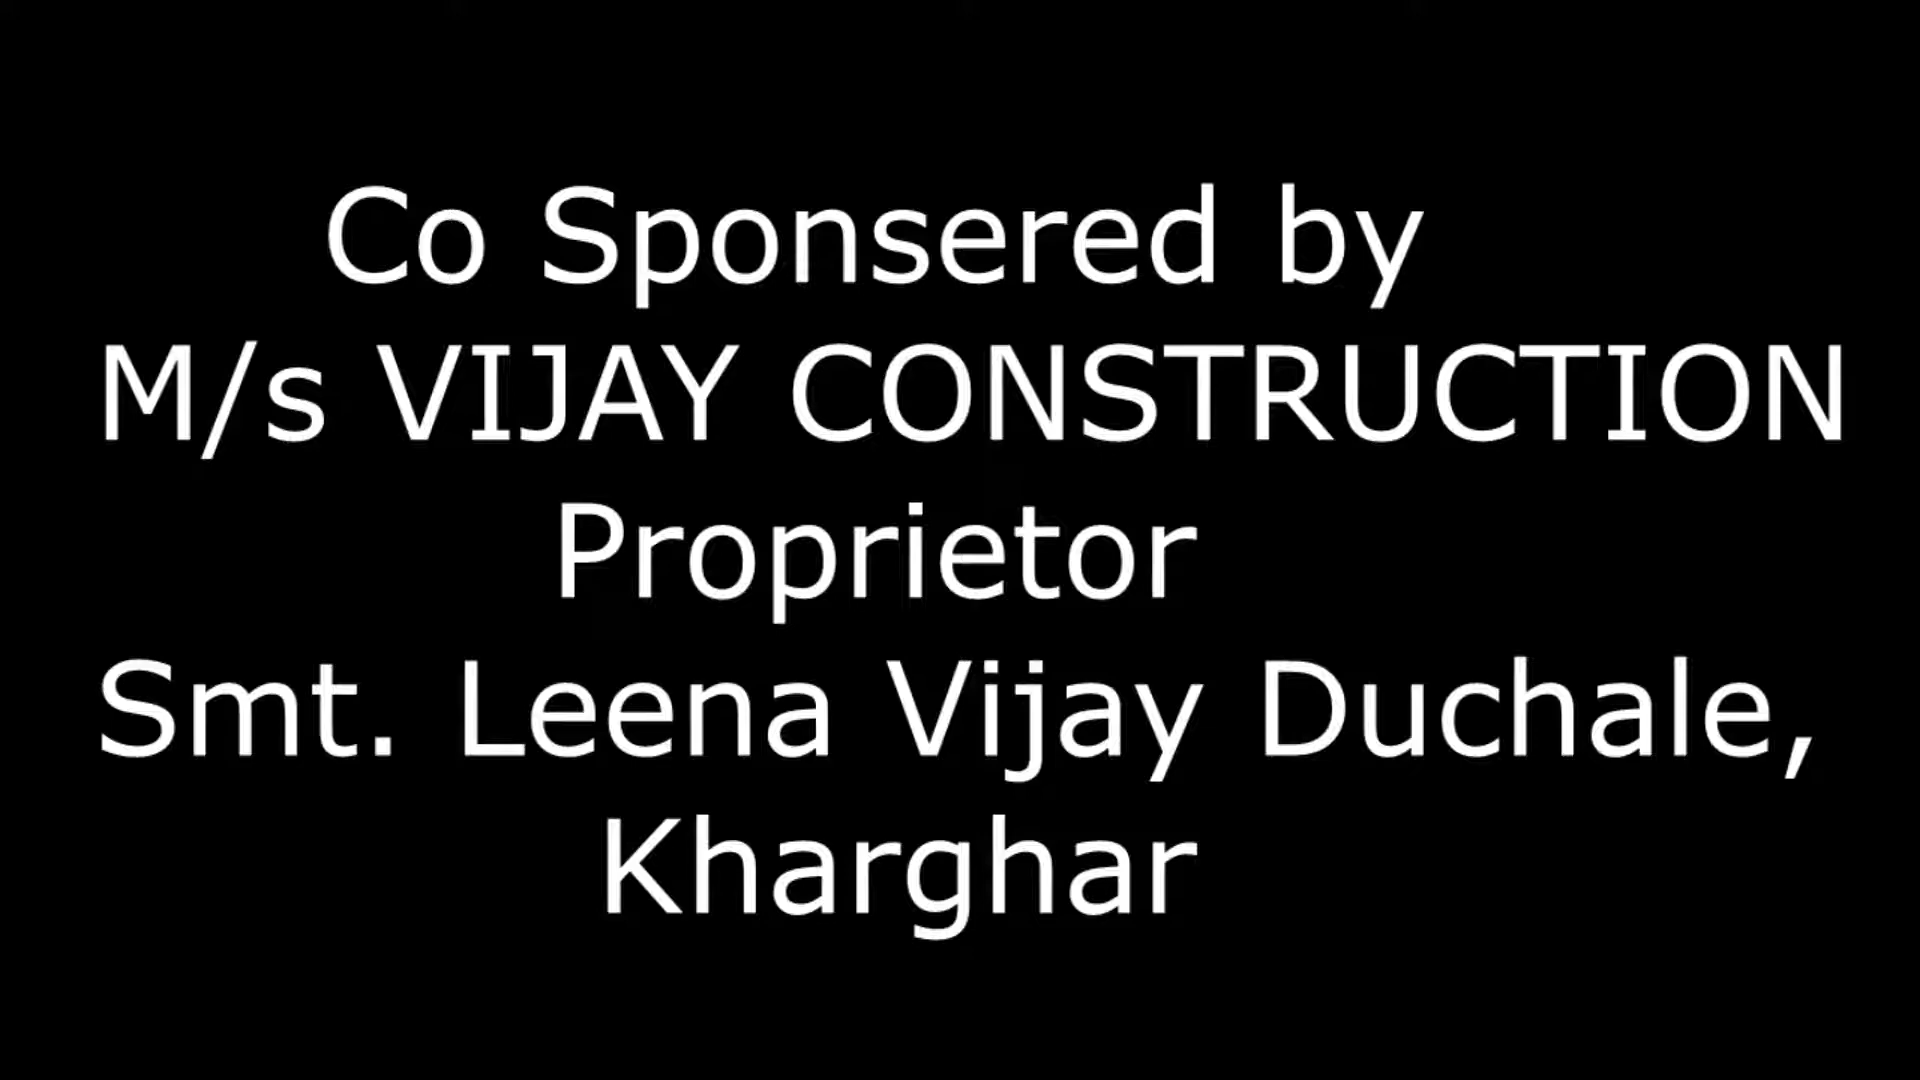 Co Sponsered by
M/s VIJAY CONSTRUCTION
Proprietor
Smt. Leena Vijay Duchale,
Kharghar